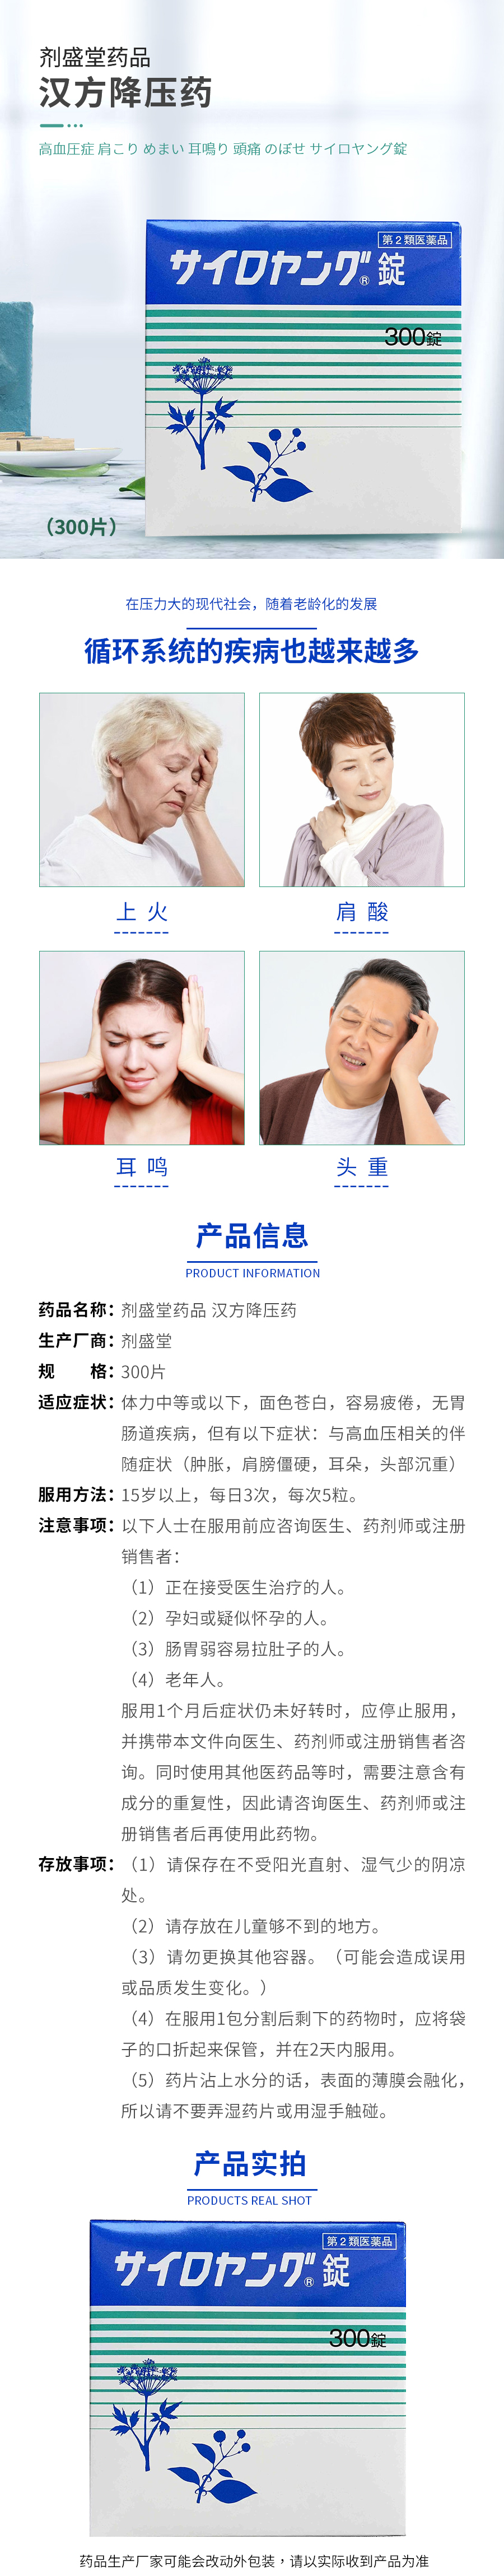 剂盛堂药品
汉方降压药
高血圧症 肩こり めまい 耳鳴り 頭痛 のぼせ サイロヤング錠
第2類医薬品
サイロヤング®錠
300錠
（300片）
在压力大的现代社会，随着老龄化的发展
循环系统的疾病也越来越多
上 火
肩 酸
耳 鸣
头 重
产品信息
PRODUCT INFORMATION
药品名称：剂盛堂药品 汉方降压药
生产厂商：剂盛堂
规 格：300片
适应症状：体力中等或以下，面色苍白，容易疲倦，无胃
肠道疾病，但有以下症状：与高血压相关的伴
随症状（肿胀，肩膀僵硬，耳朵，头部沉重）
服用方法：15岁以上，每日3次，每次5粒。
注意事项：以下人士在服用前应咨询医生、药剂师或注册
销售者：
（1）正在接受医生治疗的人。
（2）孕妇或疑似怀孕的人。
（3）肠胃弱容易拉肚子的人。
（4）老年人。
服用1个月后症状仍未好转时，应停止服用，
并携带本文件向医生、药剂师或注册销售者咨
询。同时使用其他医药品等时，需要注意含有
成分的重复性，因此请咨询医生、药剂师或注
册销售者后再使用此药物。
存放事项：（1）请保存在不受阳光直射、湿气少的阴凉
处。
（2）请存放在儿童够不到的地方。
（3）请勿更换其他容器。（可能会造成误用
或品质发生变化。）
（4）在服用1包分割后剩下的药物时，应将袋
子的口折起来保管，并在2天内服用。
（5）药片沾上水分的话，表面的薄膜会融化，
所以请不要弄湿药片或用湿手触碰。
产品实拍
PRODUCTS REAL SHOT
第2類医薬品
サイロヤング®錠
300錠
药品生产厂家可能会改动外包装，请以实际收到产品为准